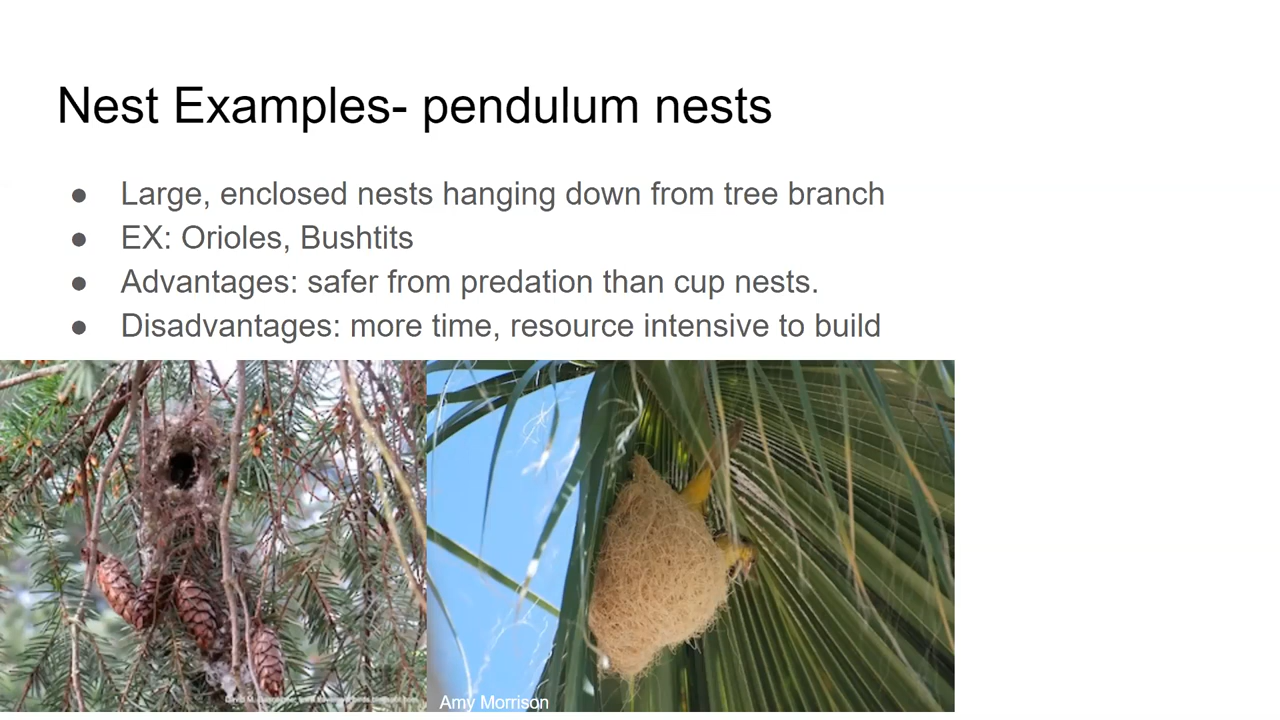 Nest Examples- pendulum nests
● Large, enclosed nests hanging down from tree branch
● EX: Orioles, Bushtits
● Advantages: safer from predation than cup nests.
● Disadvantages: more time, resource intensive to build
Amy Morrison